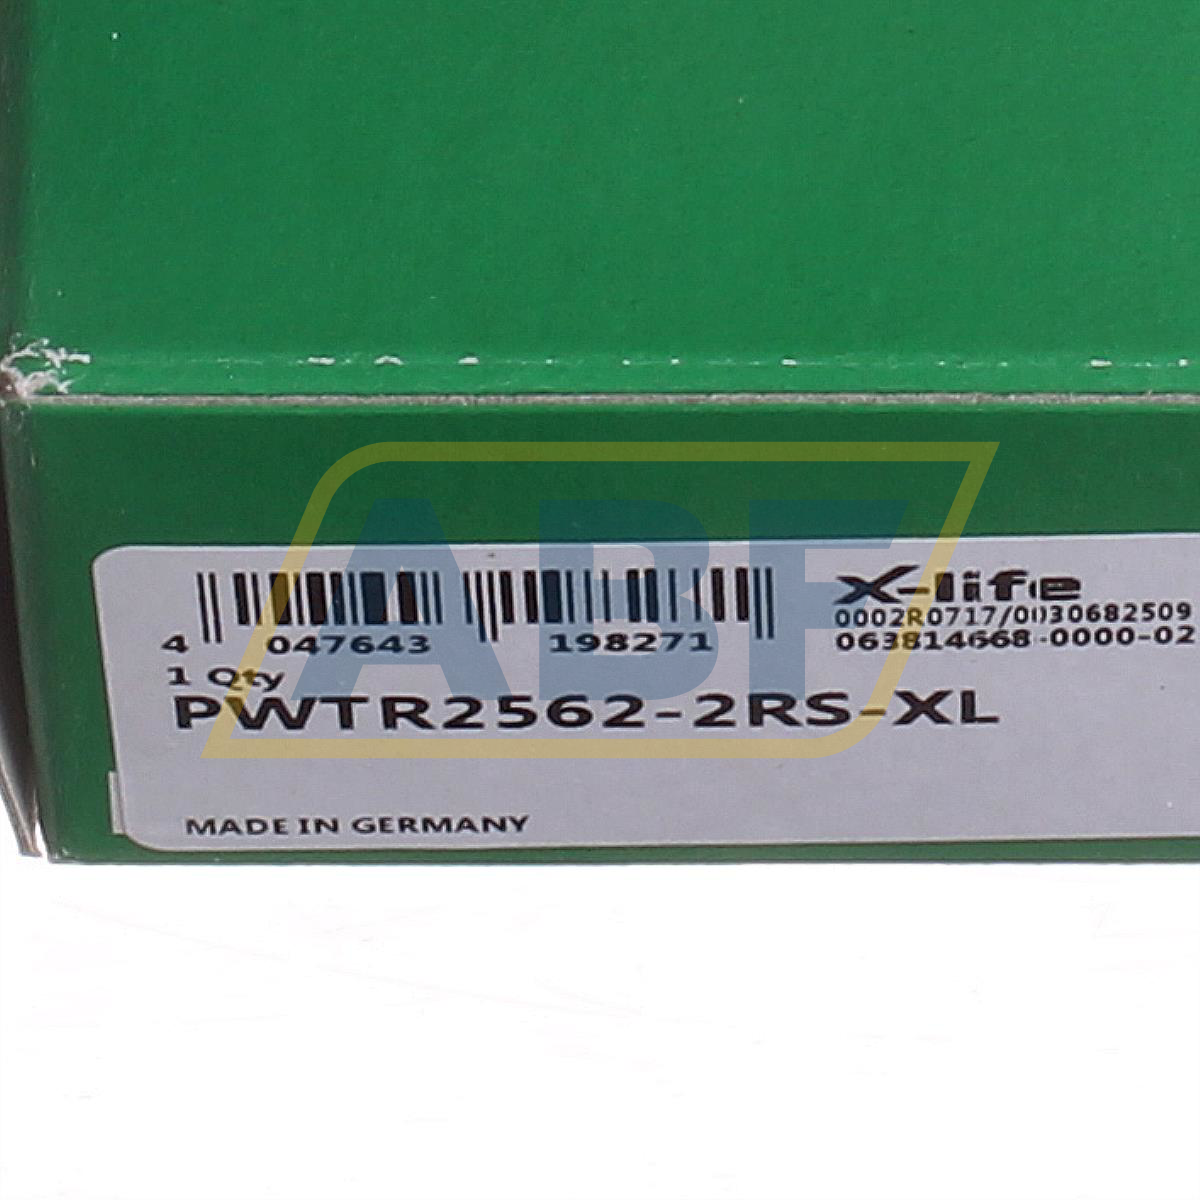 ABF
X-life
4 047643 198271
0002R0717/0030682509
063814668-0000-02
1 Qty
PWTR2562-2RS-XL
MADE IN GERMANY